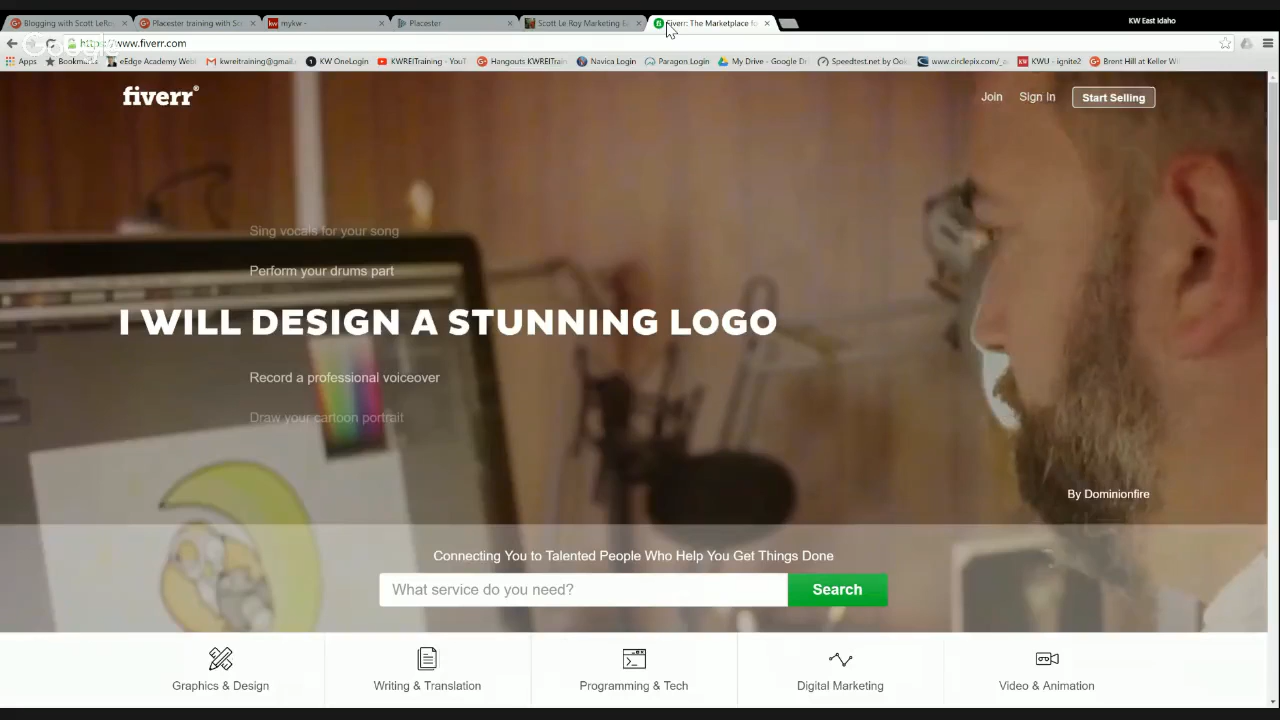 Blogging with Scott LeRo
Placester training with So
mykw -
Placester
Scott Le Roy Marketing &
Fiverr: The Marketplace fo
KW East Idaho
https://www.fiverr.com
Google
Apps
Bookmarks
eEdge Academy Web
kwreitraining@gmail
KW OneLogin
KWREITraining - YouT
Hangouts KWREITrainin
Navica Login
Paragon Login
My Drive - Google Dr
Speedtest.net by Ook
www.circlepix.com/
KWU - ignite2
Brent Hill at Keller Wi
fiverr®
Join
Sign In
Start Selling
Sing vocals for your song
Perform your drums part
I WILL DESIGN A STUNNING LOGO
Record a professional voiceover
Draw your cartoon portrait
By Dominionfire
Connecting You to Talented People Who Help You Get Things Done
What service do you need?
Search
Graphics & Design
Writing & Translation
Programming & Tech
Digital Marketing
Video & Animation